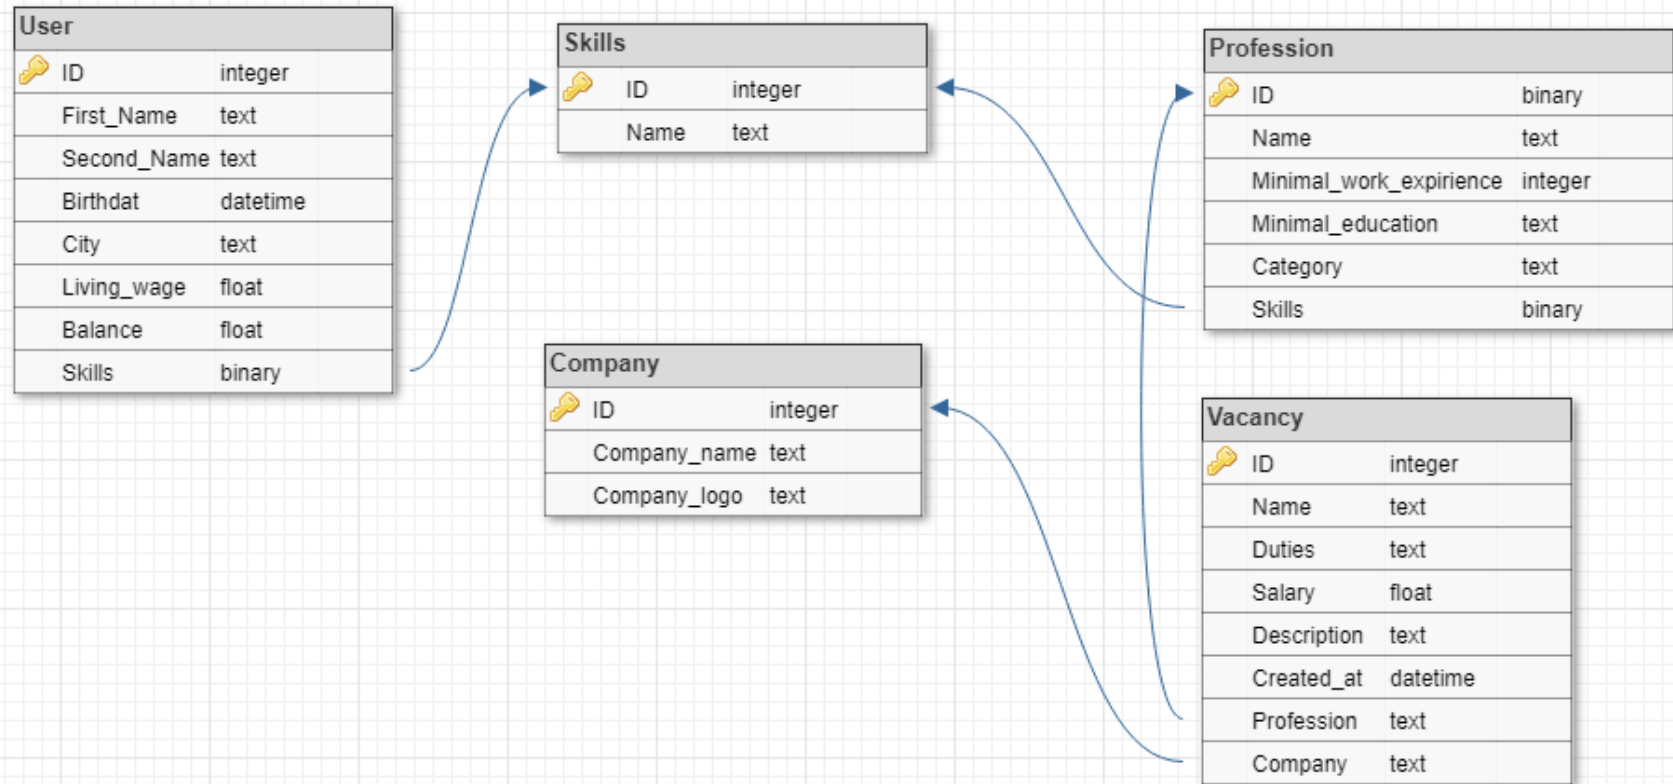 User
ID integer
First_Name text
Second_Name text
Birthdat datetime
City text
Living_wage float
Balance float
Skills binary
Skills
ID integer
Name text
Company
ID integer
Company_name text
Company_logo text
Profession
ID binary
Name text
Minimal_work_expirience integer
Minimal_education text
Category text
Skills binary
Vacancy
ID integer
Name text
Duties text
Salary float
Description text
Created_at datetime
Profession text
Company text